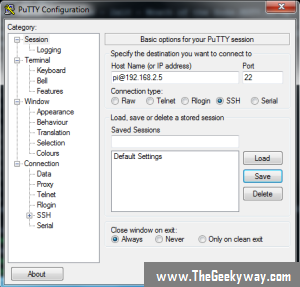 PuTTY Configuration
Category:
Session
Logging
Terminal
Keyboard
Bell
Features
Window
Appearance
Behaviour
Translation
Selection
Colours
Connection
Data
Proxy
Telnet
Rlogin
SSH
Serial
Basic options for your PuTTY session
Specify the destination you want to connect to
Host Name (or IP address) Port
pi@192.168.2.5 22
Connection type:
Raw Telnet Rlogin SSH Serial
Load, save or delete a stored session
Saved Sessions
Default Settings
Load
Save
Delete
Close window on exit:
Always Never Only on clean exit
About
www.TheGeekyway.com